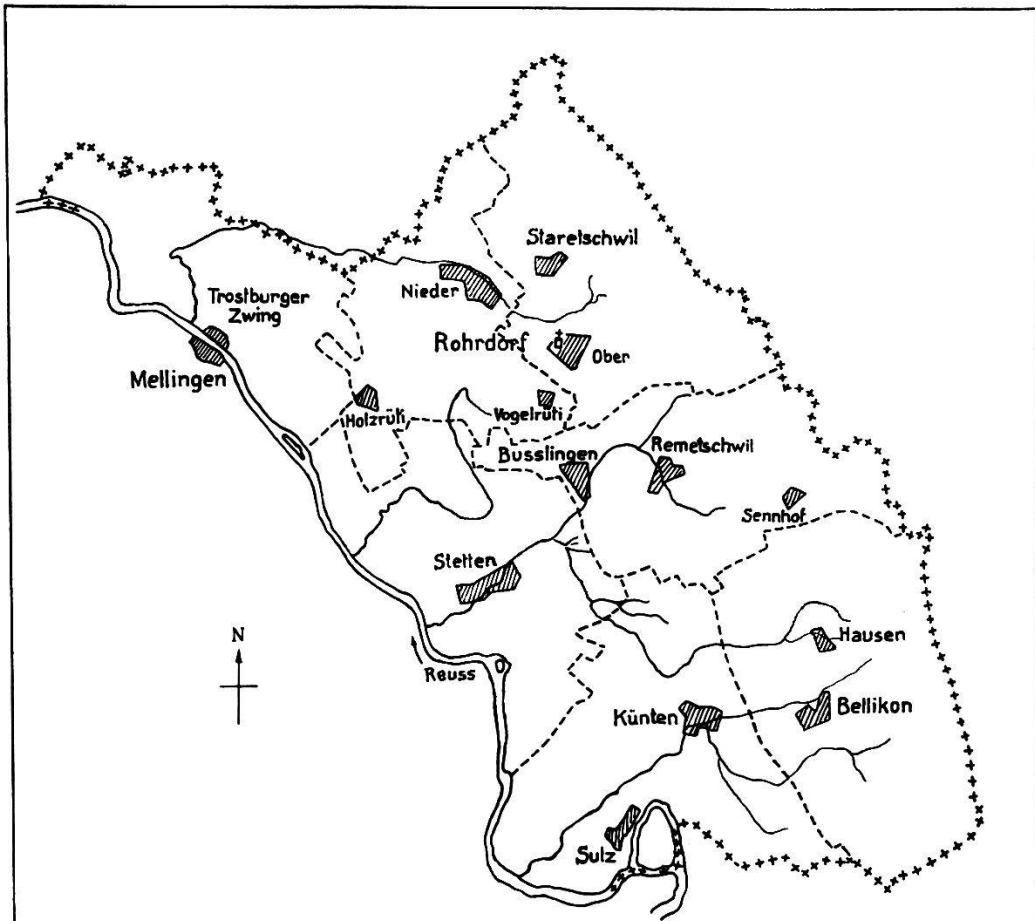 Staretschwil
Nieder
Trostburger
Zwing
Rohrdorf
Ober
Mellingen
Holzrüti
Vogelrüti
Busslingen
Remetschwil
Sennhof
Stetten
N
Hausen
Reuss
Künten
Bellikon
Sulz